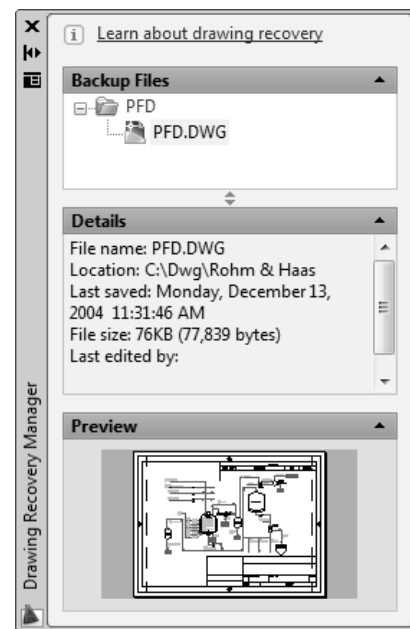 Learn about drawing recovery
Backup Files
PFD
PFD.DWG
Details
File name: PFD.DWG
Location: C:\Dwg\Rohm & Haas
Last saved: Monday, December 13,
2004 11:31:46 AM
File size: 76KB (77,839 bytes)
Last edited by:
Preview
Drawing Recovery Manager